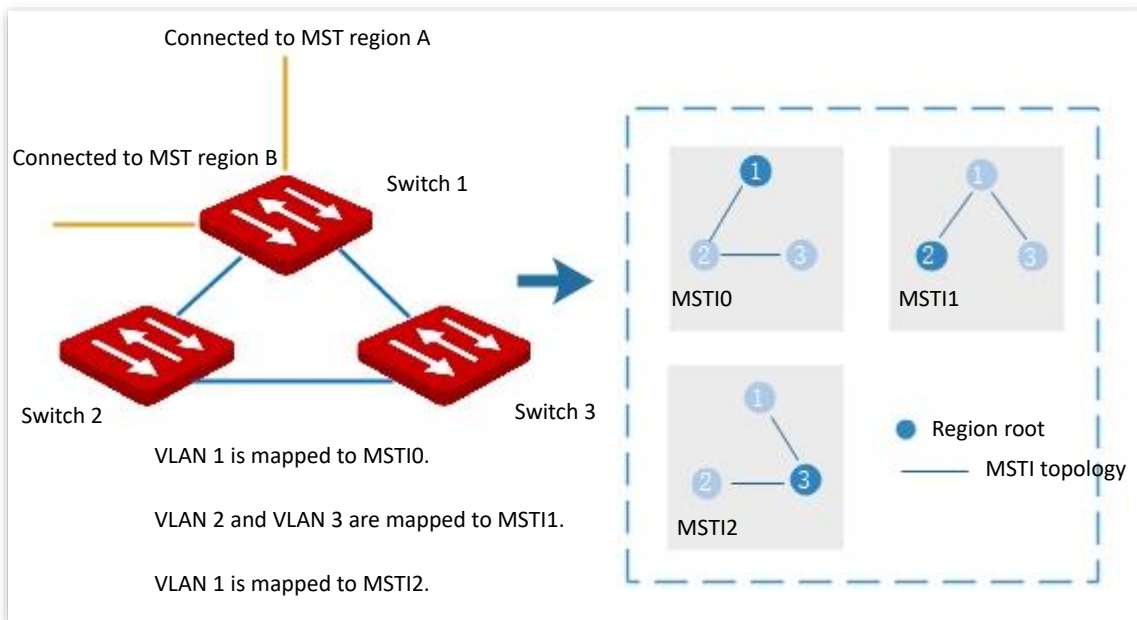 Connected to MST region A
Connected to MST region B
Switch 1
Switch 2
Switch 3
VLAN 1 is mapped to MSTI0.
VLAN 2 and VLAN 3 are mapped to MSTI1.
VLAN 1 is mapped to MSTI2.
1
2
3
MSTI0
1
2
3
MSTI1
1
2
3
MSTI2
Region root
MSTI topology